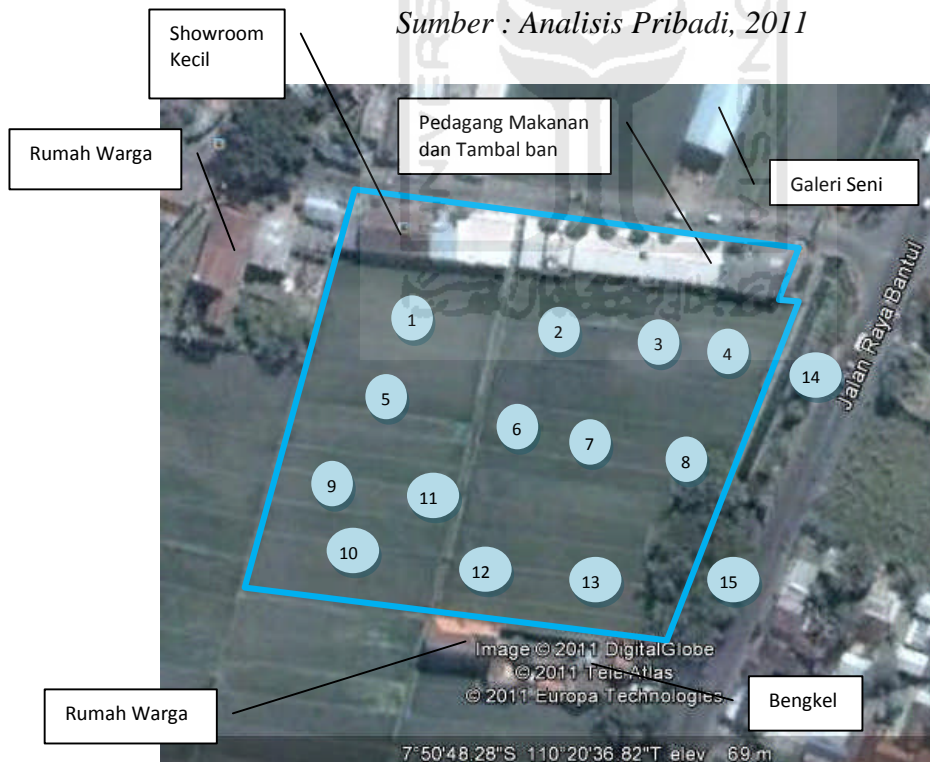 Sumber : Analisis Pribadi, 2011
Showroom
Kecil
Pedagang Makanan
dan Tambal ban
Rumah Warga
Galeri Seni
Jalan Raya Bantul
1
2
3
4
14
5
6
7
8
9
11
10
12
13
15
Image © 2011 DigitalGlobe
© 2011 Tele Atlas
© 2011 Europa Technologies
Rumah Warga
Bengkel
7°50'48.28"S 110°20'36.82"T elev 69 m